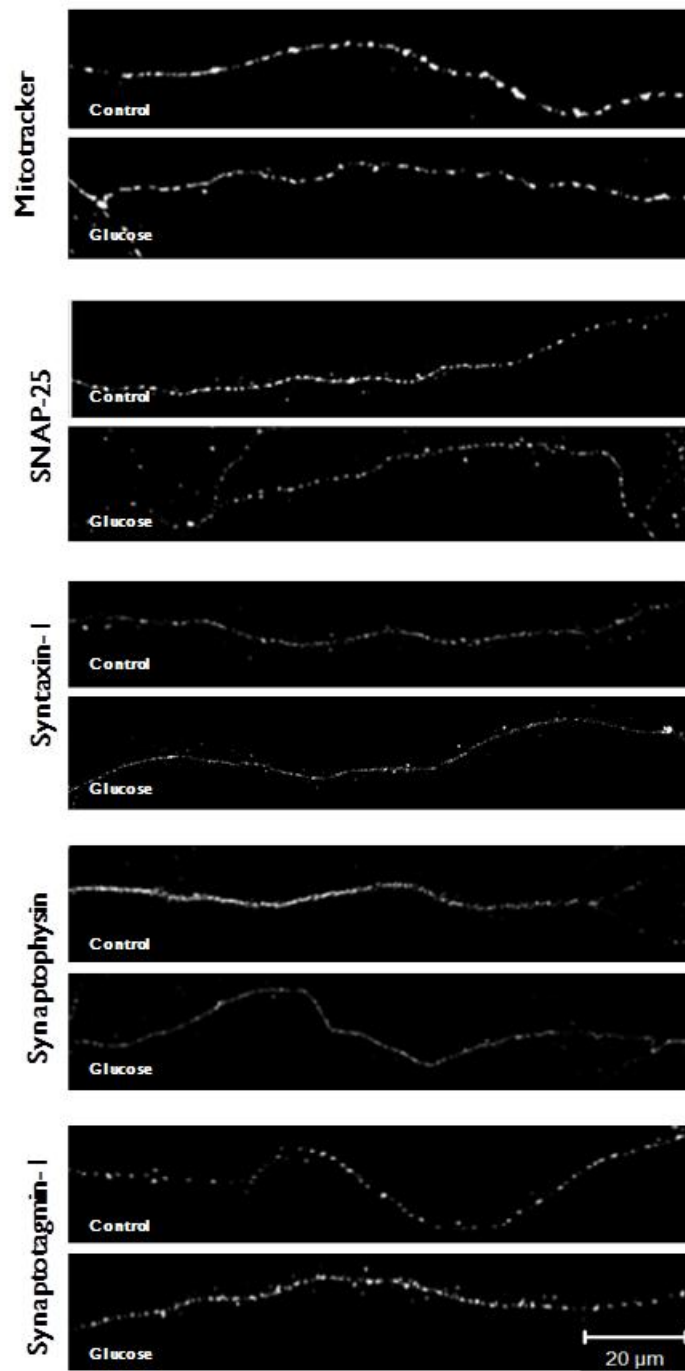 Mitotracker
Control
Glucose
SNAP-25
Control
Glucose
Syntaxin-1
Control
Glucose
Synaptophysin
Control
Glucose
Synaptotagmin-1
Control
Glucose
20 µm